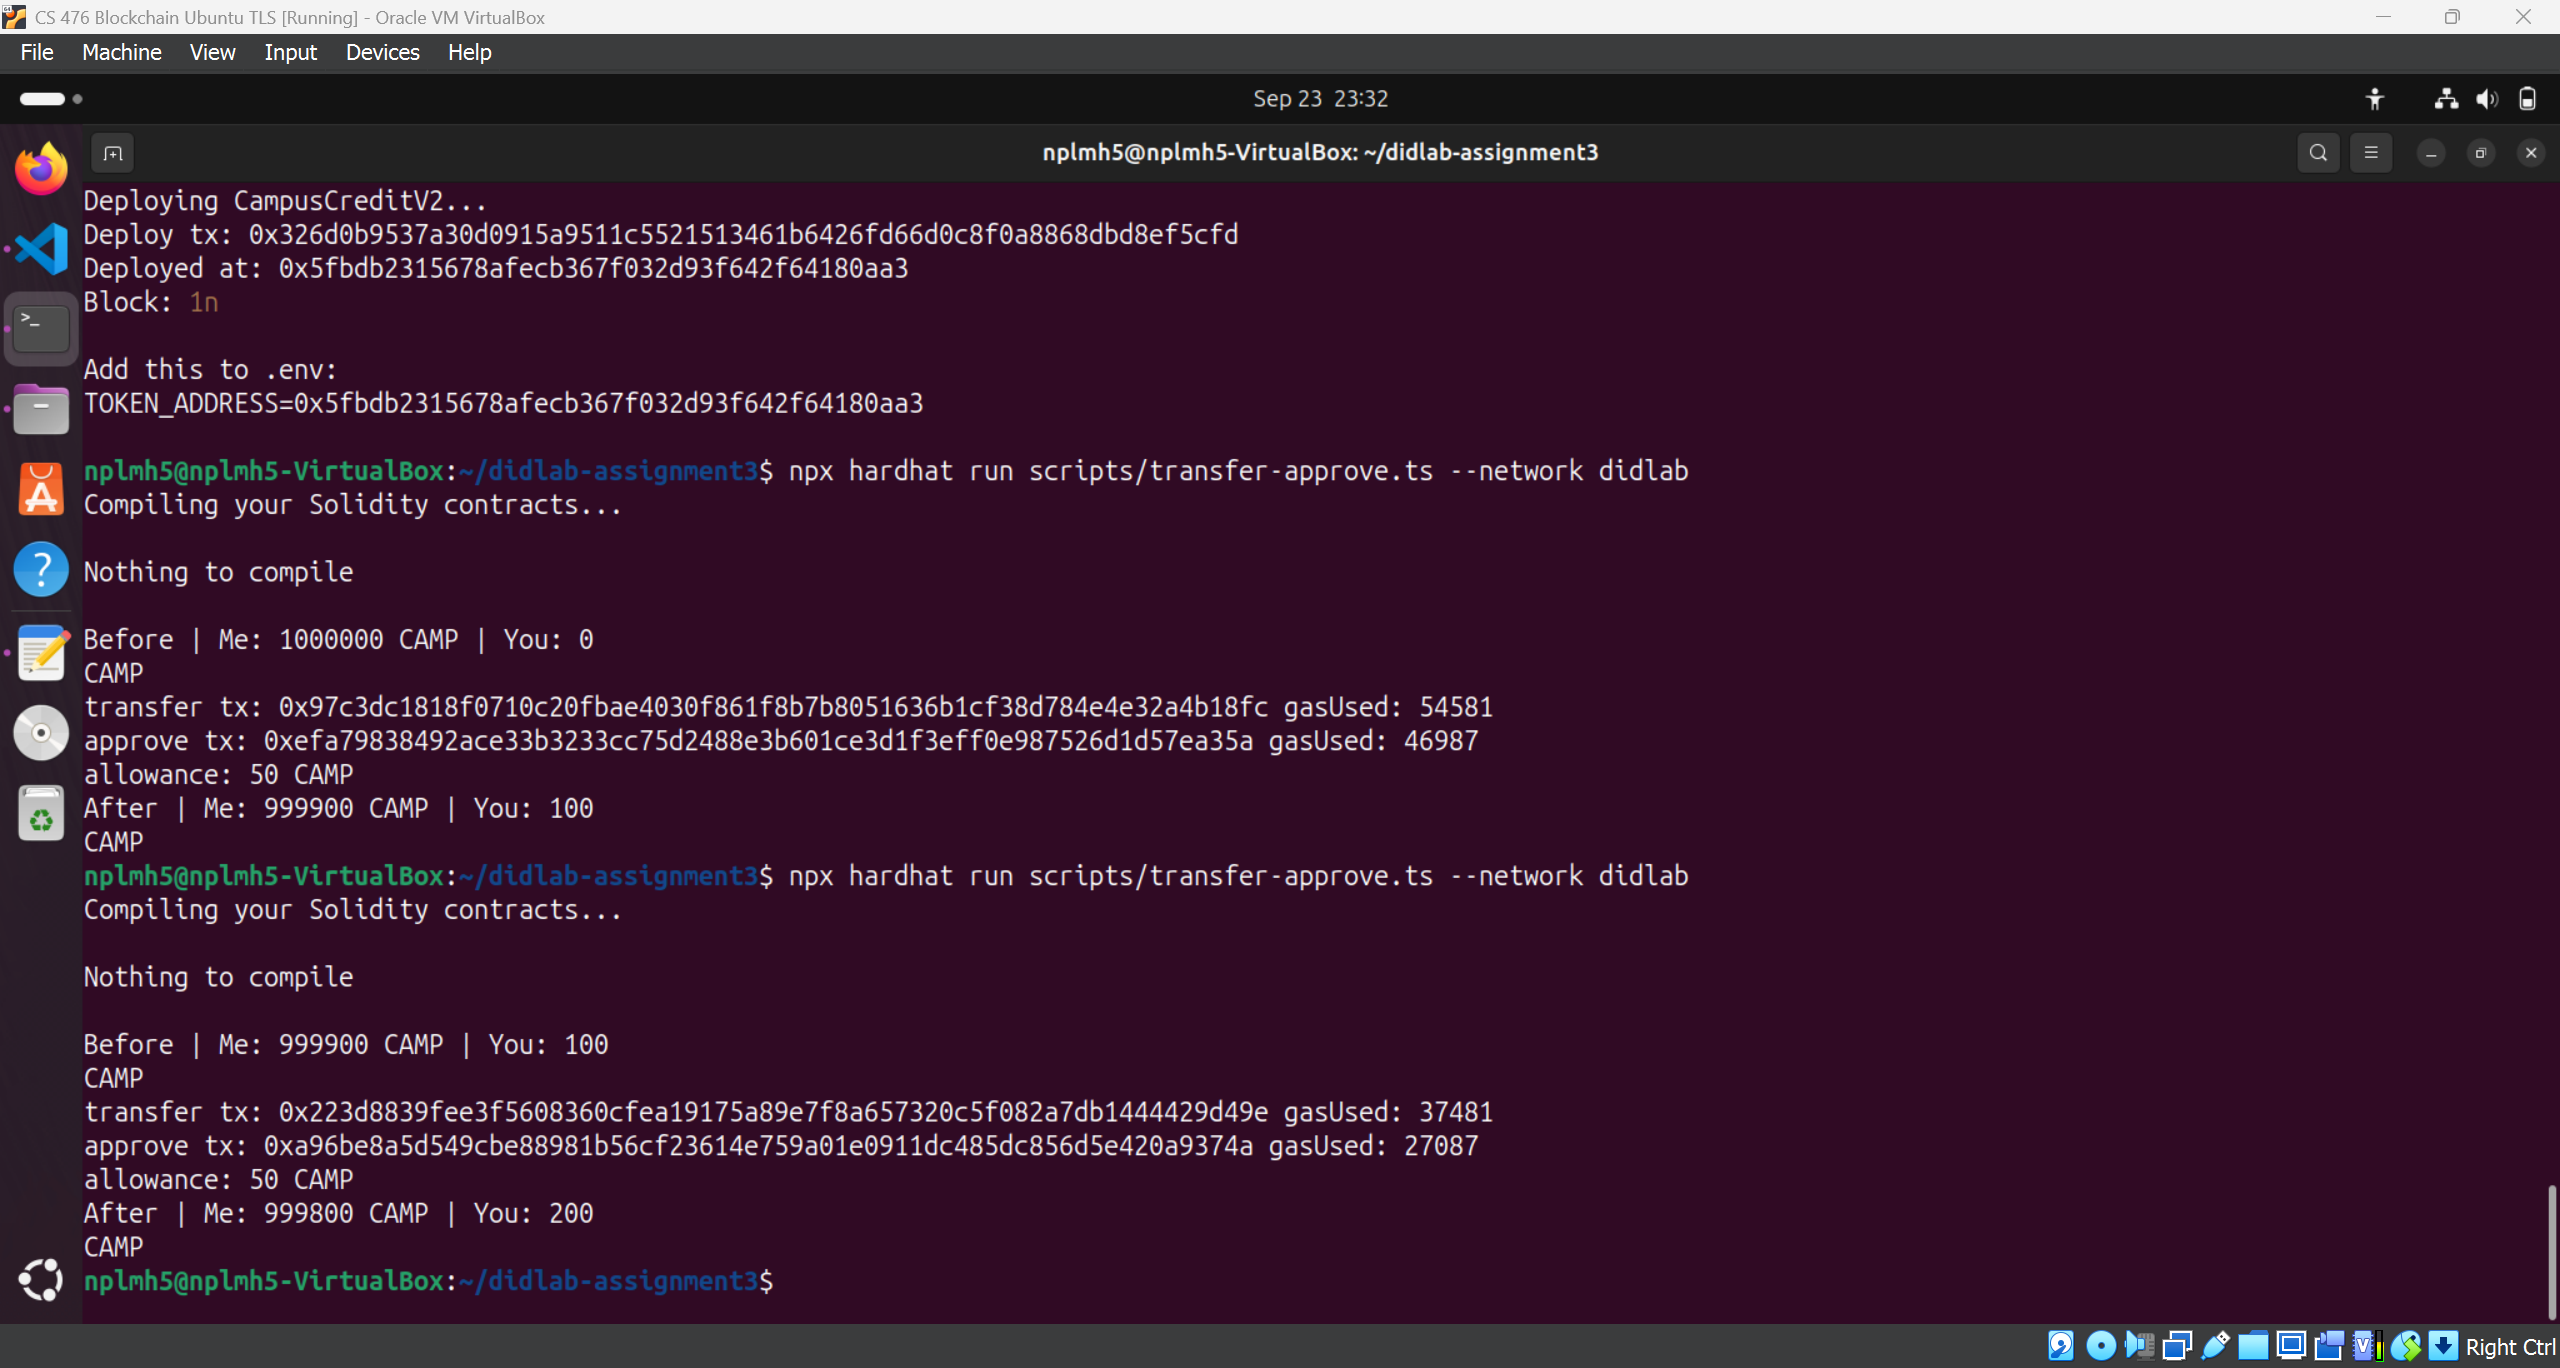 CS 476 Blockchain Ubuntu TLS [Running] - Oracle VM VirtualBox
File Machine View Input Devices Help
Sep 23 23:32
nplmh5@nplmh5-VirtualBox: ~/didlab-assignment3
Deploying CampusCreditV2...
Deploy tx: 0x326d0b9537a30d0915a9511c5521513461b6426fd66d0c8f0a8868dbd8ef5cfd
Deployed at: 0x5fbdb2315678afecb367f032d93f642f64180aa3
Block: 1n
Add this to .env:
TOKEN_ADDRESS=0x5fbdb2315678afecb367f032d93f642f64180aa3
nplmh5@nplmh5-VirtualBox:~/didlab-assignment3$ npx hardhat run scripts/transfer-approve.ts --network didlab
Compiling your Solidity contracts...
Nothing to compile
Before | Me: 1000000 CAMP | You: 0
CAMP
transfer tx: 0x97c3dc1818f0710c20fbae4030f861f8b7b8051636b1cf38d784e4e32a4b18fc gasUsed: 54581
approve tx: 0xefa79838492ace33b3233cc75d2488e3b601ce3d1f3eff0e987526d1d57ea35a gasUsed: 46987
allowance: 50 CAMP
After | Me: 999900 CAMP | You: 100
CAMP
nplmh5@nplmh5-VirtualBox:~/didlab-assignment3$ npx hardhat run scripts/transfer-approve.ts --network didlab
Compiling your Solidity contracts...
Nothing to compile
Before | Me: 999900 CAMP | You: 100
CAMP
transfer tx: 0x223d8839fee3f5608360cfea19175a89e7f8a657320c5f082a7db1444429d49e gasUsed: 37481
approve tx: 0xa96be8a5d549cbe88981b56cf23614e759a01e0911dc485dc856d5e420a9374a gasUsed: 27087
allowance: 50 CAMP
After | Me: 999800 CAMP | You: 200
CAMP
nplmh5@nplmh5-VirtualBox:~/didlab-assignment3$
Right Ctrl